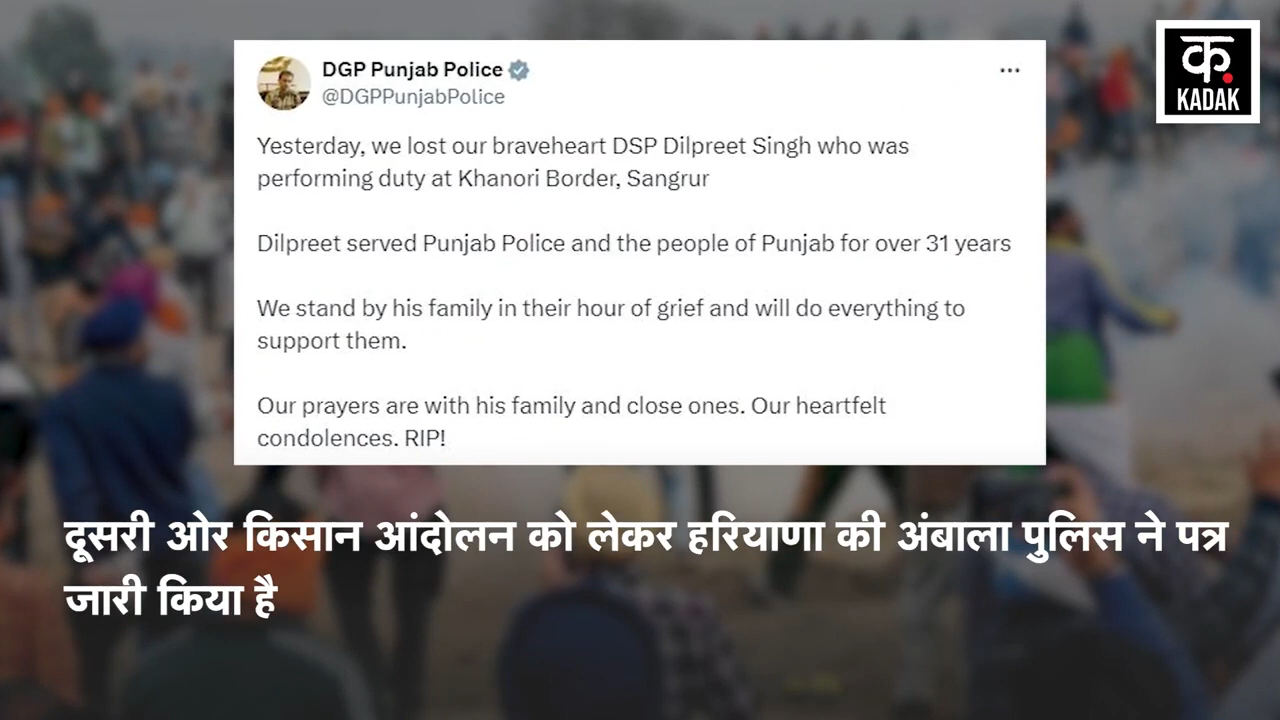 क
KADAK
DGP Punjab Police
@DGPPunjabPolice
Yesterday, we lost our braveheart DSP Dilpreet Singh who was
performing duty at Khanori Border, Sangrur
Dilpreet served Punjab Police and the people of Punjab for over 31 years
We stand by his family in their hour of grief and will do everything to
support them.
Our prayers are with his family and close ones. Our heartfelt
condolences. RIP!
दूसरी ओर किसान आंदोलन को लेकर हरियाणा की अंबाला पुलिस ने पत्र
जारी किया है